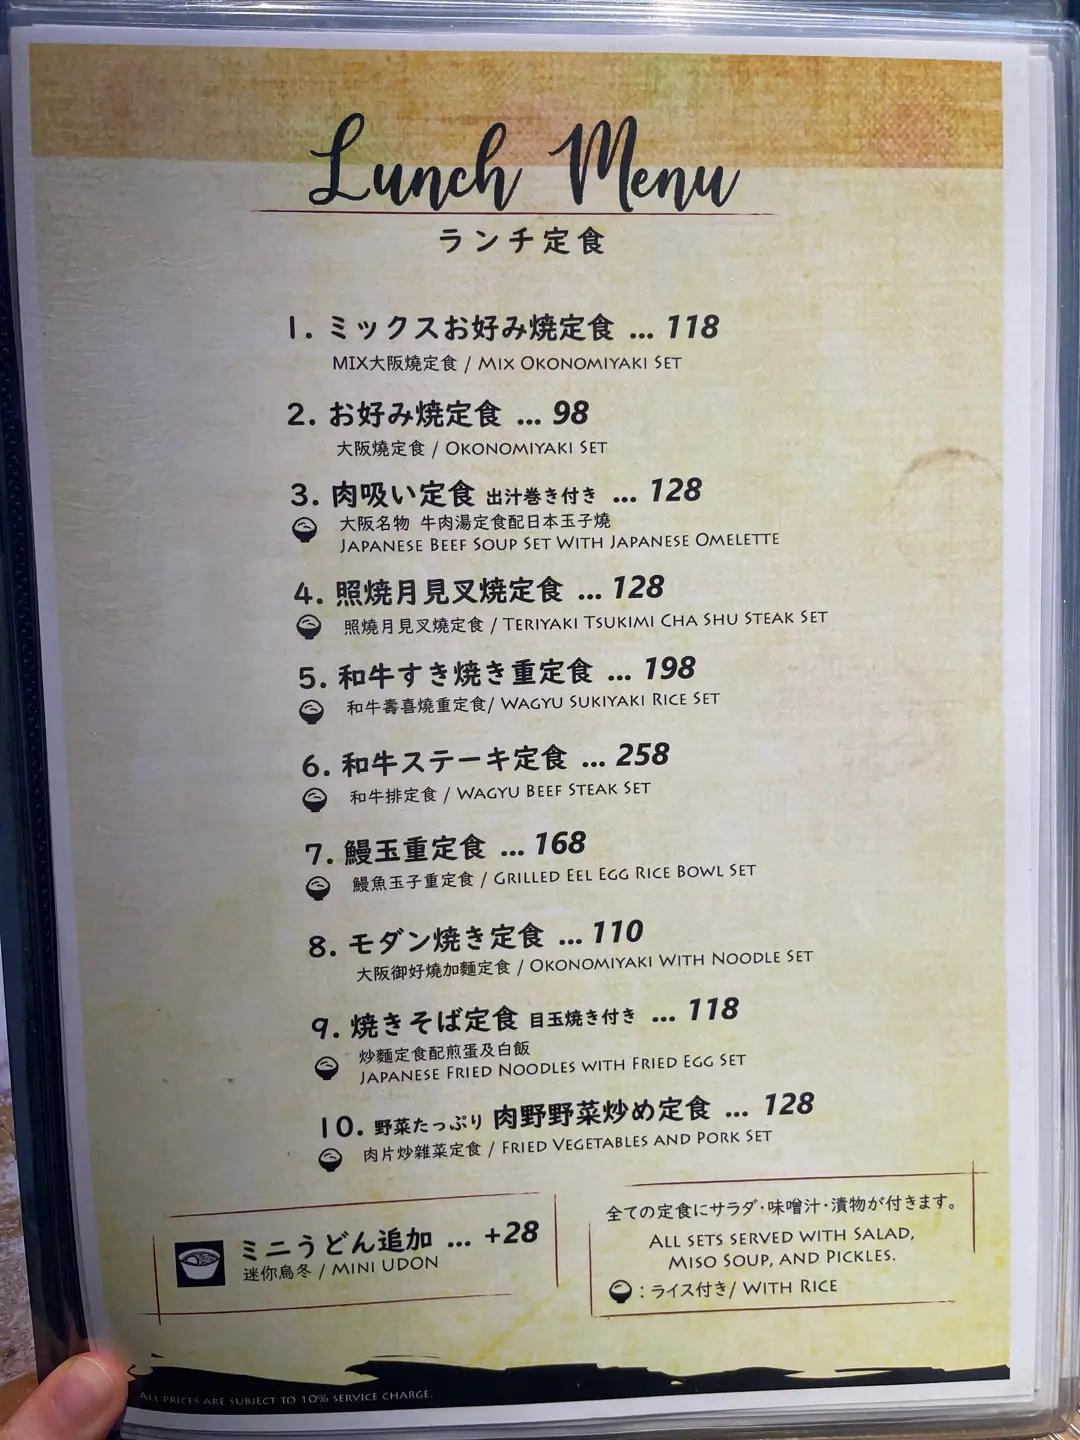 Lunch Menu
ランチ定食
1. ミックスお好み焼定食 ... 118
MIX大阪燒定食 / MIX OKONOMIYAKI SET
2. お好み焼定食 ... 98
大阪燒定食 / OKONOMIYAKI SET
3. 肉吸い定食 出汁巻き付き ... 128
大阪名物 牛肉湯定食配日本玉子燒
JAPANESE BEEF SOUP SET WITH JAPANESE OMELETTE
4. 照焼月見叉焼定食 ... 128
照燒月見叉燒定食 / TERIYAKI TSUKIMI CHA SHU STEAK SET
5. 和牛すき焼き重定食 ... 198
和牛壽喜燒重定食/ WAGYU SUKIYAKI RICE SET
6. 和牛ステーキ定食 ... 258
和牛排定食 / WAGYU BEEF STEAK SET
7. 鰻玉重定食 ... 168
鰻魚玉子重定食 / GRILLED EEL EGG RICE BOWL SET
8. モダン焼き定食 ... 110
大阪御好燒加麵定食 / OKONOMIYAKI WITH NOODLE SET
9. 焼きそば定食 目玉焼き付き ... 118
炒麵定食配煎蛋及白飯
JAPANESE FRIED NOODLES WITH FRIED EGG SET
10. 野菜たっぷり 肉野野菜炒め定食 ... 128
肉片炒雜菜定食 / FRIED VEGETABLES AND PORK SET
ミニうどん追加 ... +28
迷你烏冬 / MINI UDON
全ての定食にサラダ・味噌汁・漬物が付きます。
ALL SETS SERVED WITH SALAD,
MISO SOUP, AND PICKLES.
: ライス付き/ WITH RICE
ALL PRICES ARE SUBJECT TO 10% SERVICE CHARGE.